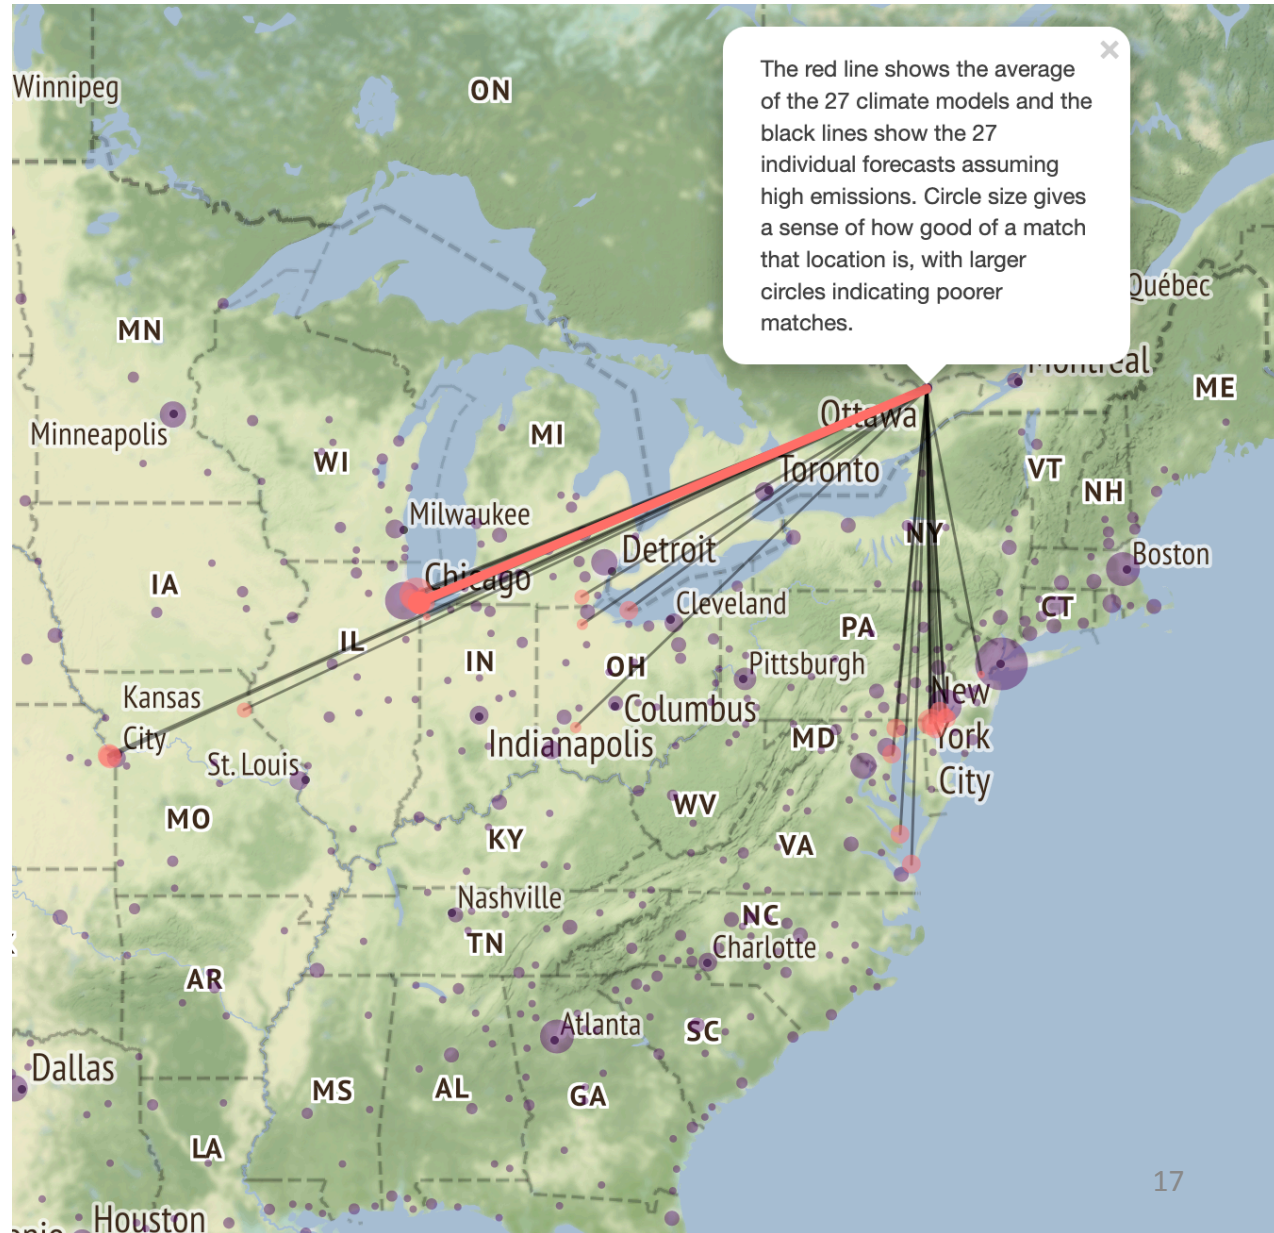 The red line shows the average
of the 27 climate models and the
black lines show the 27
individual forecasts assuming
high emissions. Circle size gives
a sense of how good of a match
that location is, with larger
circles indicating poorer
matches.
×
Winnipeg
ON
Québec
MN
Montréal
ME
Ottawa
Minneapolis
MI
WI
VT
Toronto
NH
Milwaukee
NY
Detroit
Boston
Chicago
IA
Cleveland
CT
PA
IL
IN
OH
Pittsburgh
Kansas
City
Columbus
New
York
City
Indianapolis
MD
St. Louis
MO
WV
KY
VA
Nashville
NC
TN
Charlotte
AR
Atlanta
SC
Dallas
MS
AL
GA
LA
17
Houston